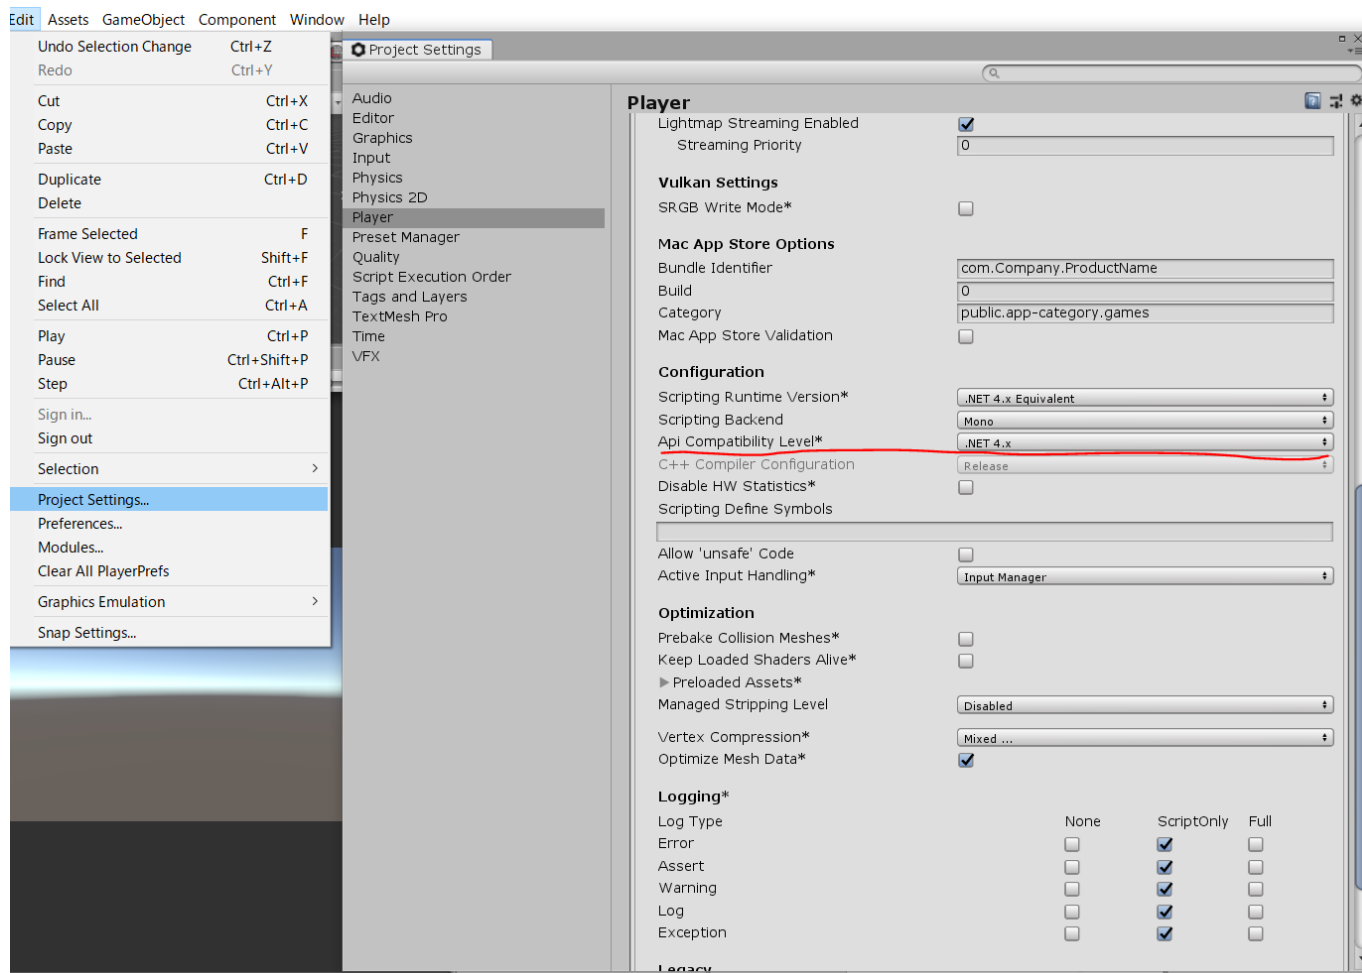 Edit Assets GameObject Component Window Help
Undo Selection Change Ctrl+Z
Redo Ctrl+Y
Cut Ctrl+X
Copy Ctrl+C
Paste Ctrl+V
Duplicate Ctrl+D
Delete
Frame Selected F
Lock View to Selected Shift+F
Find Ctrl+F
Select All Ctrl+A
Play Ctrl+P
Pause Ctrl+Shift+P
Step Ctrl+Alt+P
Sign in...
Sign out
Selection
Project Settings...
Preferences...
Modules...
Clear All PlayerPrefs
Graphics Emulation
Snap Settings...
Project Settings
Audio
Editor
Graphics
Input
Physics
Physics 2D
Player
Preset Manager
Quality
Script Execution Order
Tags and Layers
TextMesh Pro
Time
VFX
Player
Lightmap Streaming Enabled
Streaming Priority 0
Vulkan Settings
SRGB Write Mode*
Mac App Store Options
Bundle Identifier com.Company.ProductName
Build 0
Category public.app-category.games
Mac App Store Validation
Configuration
Scripting Runtime Version* .NET 4.x Equivalent
Scripting Backend Mono
Api Compatibility Level* .NET 4.x
C++ Compiler Configuration Release
Disable HW Statistics*
Scripting Define Symbols
Allow 'unsafe' Code
Active Input Handling* Input Manager
Optimization
Prebake Collision Meshes*
Keep Loaded Shaders Alive*
Preloaded Assets*
Managed Stripping Level Disabled
Vertex Compression* Mixed ...
Optimize Mesh Data*
Logging*
Log Type None ScriptOnly Full
Error
Assert
Warning
Log
Exception
Legacy